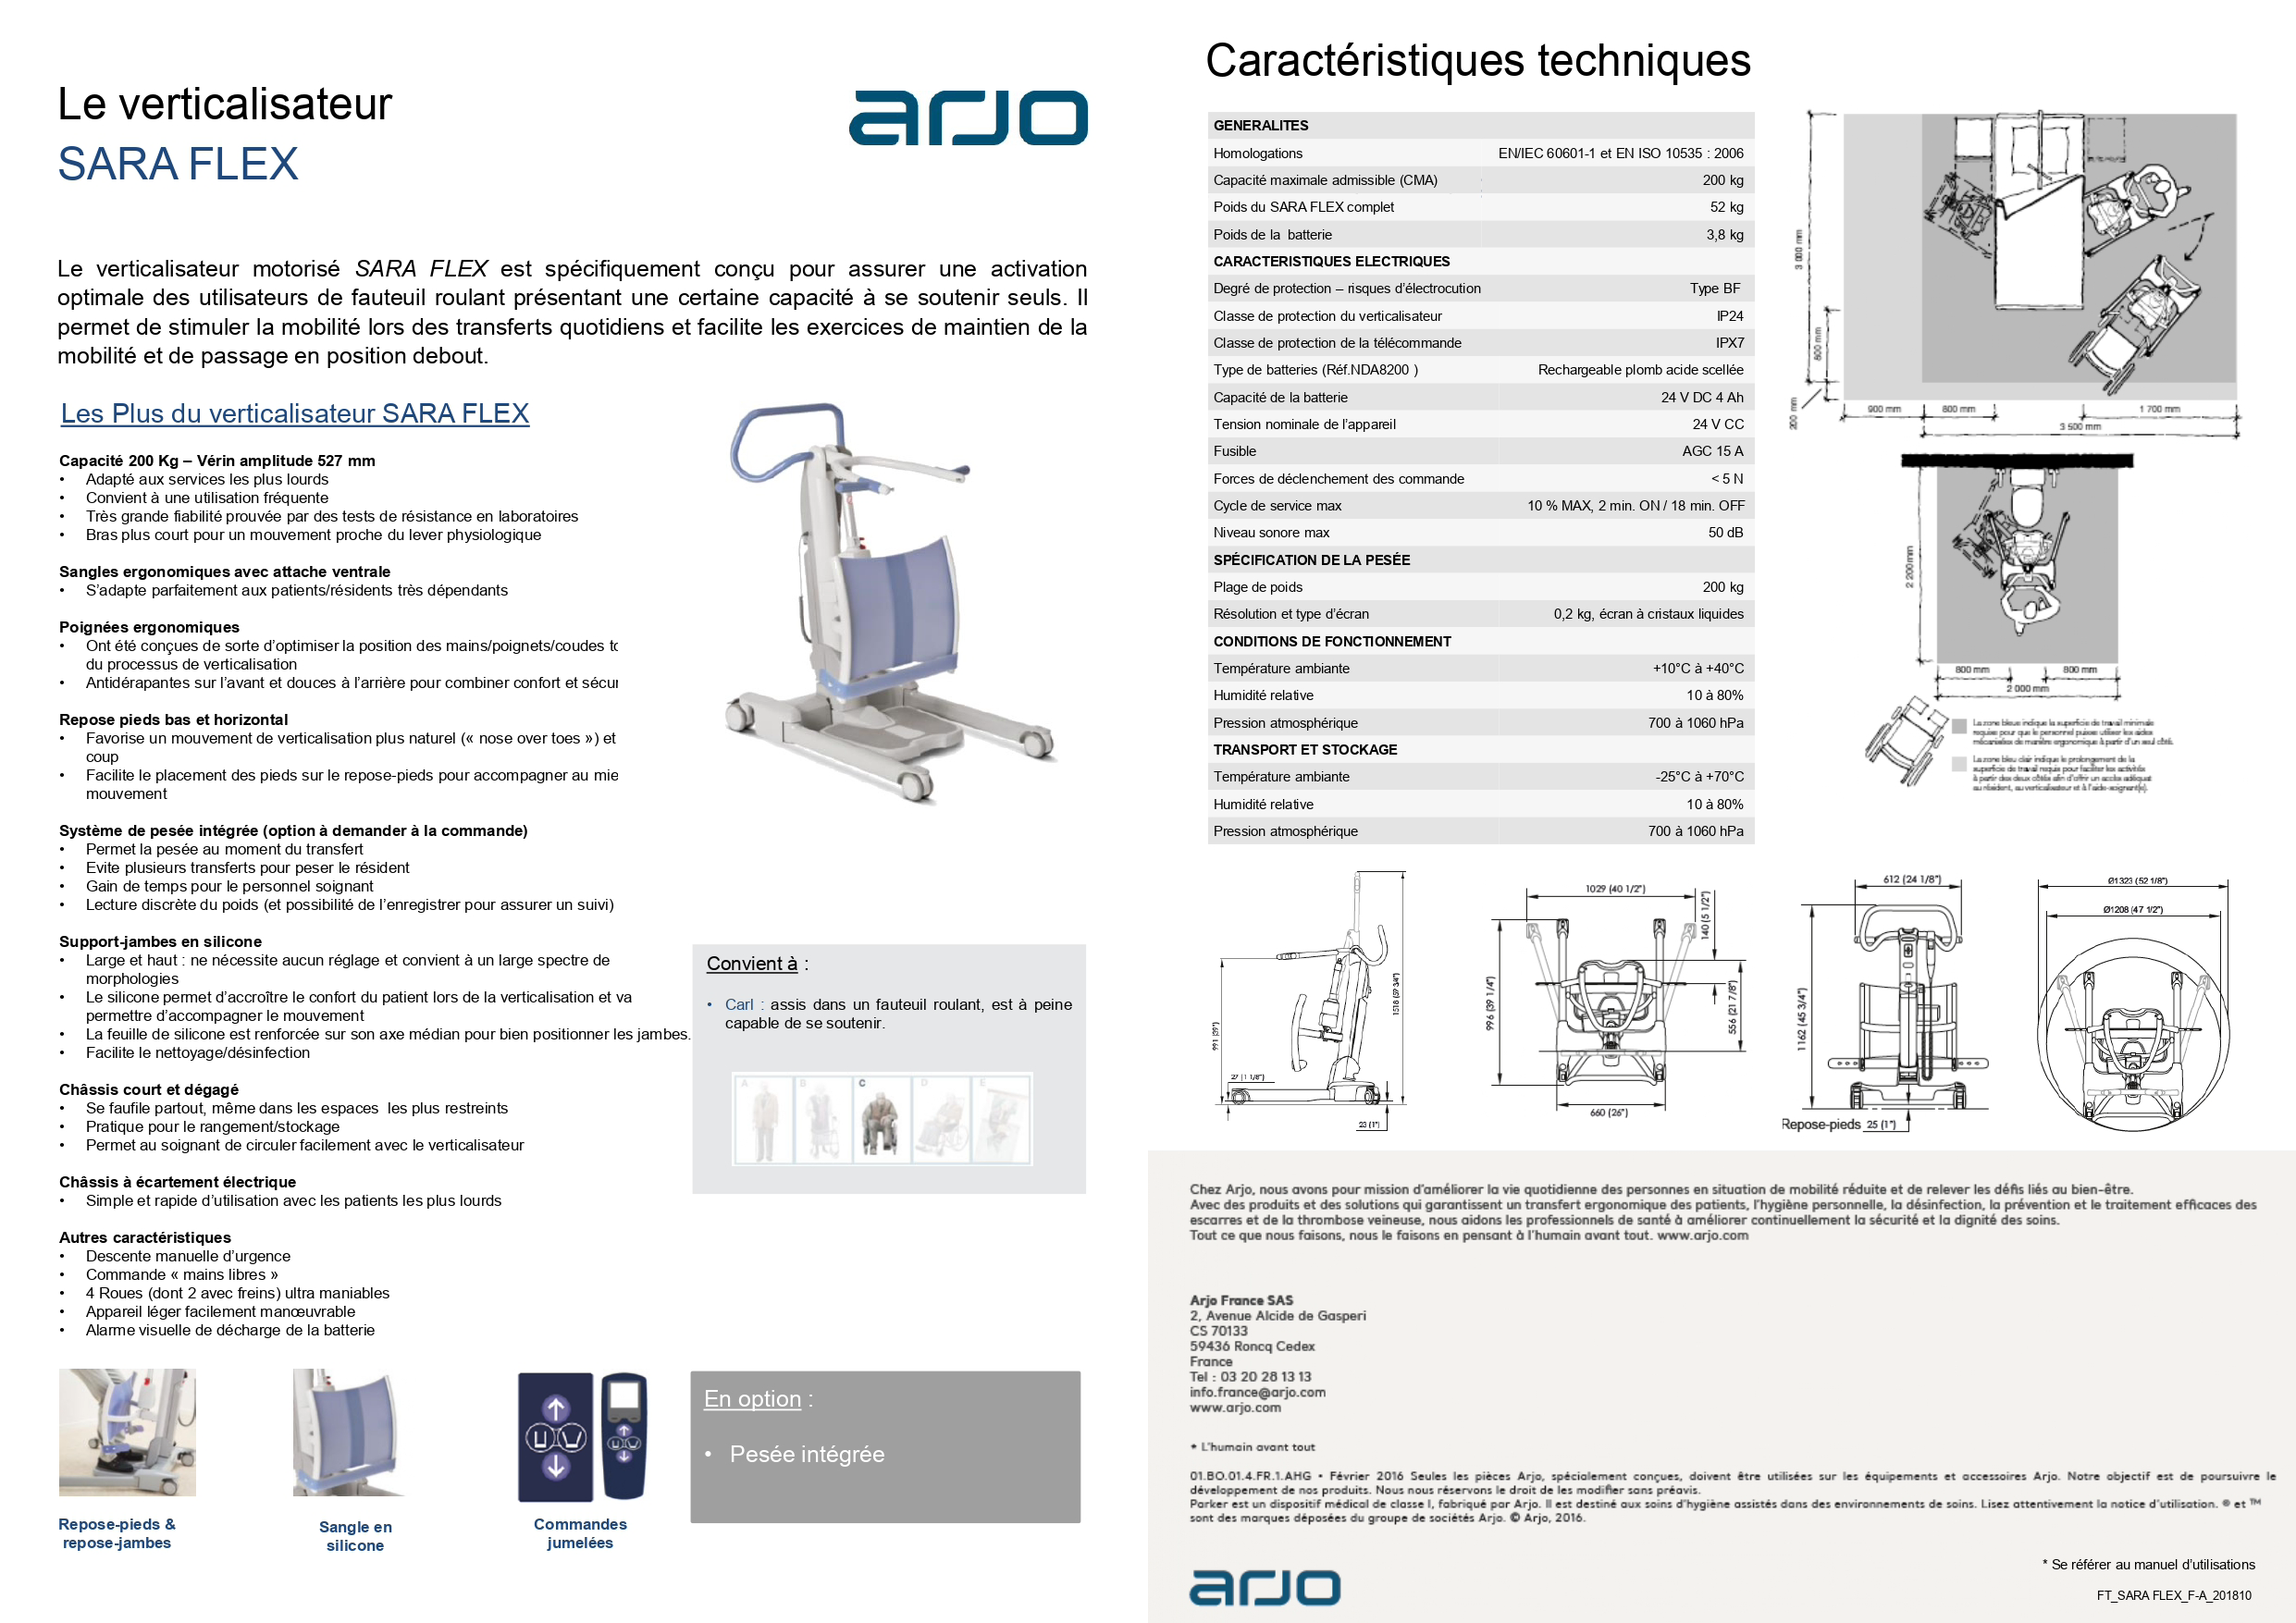 Le verticalisateur
SARA FLEX
arjo
Le verticalisateur motorisé SARA FLEX est spécifiquement conçu pour assurer une activation
optimale des utilisateurs de fauteuil roulant présentant une certaine capacité à se soutenir seuls. Il
permet de stimuler la mobilité lors des transferts quotidiens et facilite les exercices de maintien de la
mobilité et de passage en position debout.
Les Plus du verticalisateur SARA FLEX
Capacité 200 Kg – Vérin amplitude 527 mm
• Adapté aux services les plus lourds
• Convient à une utilisation fréquente
• Très grande fiabilité prouvée par des tests de résistance en laboratoires
• Bras plus court pour un mouvement proche du lever physiologique
Sangles ergonomiques avec attache ventrale
• S’adapte parfaitement aux patients/résidents très dépendants
Poignées ergonomiques
• Ont été conçues de sorte d’optimiser la position des mains/poignets/coudes
du processus de verticalisation
• Antidérapantes sur l’avant et douces à l’arrière pour combiner confort et
Repose pieds bas et horizontal
• Favorise un mouvement de verticalisation plus naturel (« nose over toes ») et
coup
• Facilite le placement des pieds sur le repose-pieds pour accompagner au
mouvement
Système de pesée intégrée (option à demander à la commande)
• Permet la pesée au moment du transfert
• Evite plusieurs transferts pour peser le résident
• Gain de temps pour le personnel soignant
• Lecture discrète du poids (et possibilité de l’enregistrer pour assurer un suivi)
Support-jambes en silicone
• Large et haut : ne nécessite aucun réglage et convient à un large spectre de
morphologies
• Le silicone permet d’accroître le confort du patient lors de la verticalisation et va
permettre d’accompagner le mouvement
• La feuille de silicone est renforcée sur son axe médian pour bien positionner les jambes.
• Facilite le nettoyage/désinfection
Châssis court et dégagé
• Se faufile partout, même dans les espaces les plus restreints
• Pratique pour le rangement/stockage
• Permet au soignant de circuler facilement avec le verticalisateur
Châssis à écartement électrique
• Simple et rapide d’utilisation avec les patients les plus lourds
Autres caractéristiques
• Descente manuelle d’urgence
• Commande « mains libres »
• 4 Roues (dont 2 avec freins) ultra maniables
• Appareil léger facilement manœuvrable
• Alarme visuelle de décharge de la batterie
Convient à :
• Carl : assis dans un fauteuil roulant, est à peine
capable de se soutenir.
A B C D E
Repose-pieds &
repose-jambes
Sangle en
silicone
Commandes
jumelées
En option :
• Pesée intégrée
Caractéristiques techniques
GENERALITES
Homologations EN/IEC 60601-1 et EN ISO 10535 : 2006
Capacité maximale admissible (CMA) 200 kg
Poids du SARA FLEX complet 52 kg
Poids de la batterie 3,8 kg
CARACTERISTIQUES ELECTRIQUES
Degré de protection – risques d’électrocution Type BF
Classe de protection du verticalisateur IP24
Classe de protection de la télécommande IPX7
Type de batteries (Réf.NDA8200 ) Rechargeable plomb acide scellée
Capacité de la batterie 24 V DC 4 Ah
Tension nominale de l’appareil 24 V CC
Fusible AGC 15 A
Forces de déclenchement des commande < 5 N
Cycle de service max 10 % MAX, 2 min. ON / 18 min. OFF
Niveau sonore max 50 dB
SPÉCIFICATION DE LA PESÉE
Plage de poids 200 kg
Résolution et type d’écran 0,2 kg, écran à cristaux liquides
CONDITIONS DE FONCTIONNEMENT
Température ambiante +10°C à +40°C
Humidité relative 10 à 80%
Pression atmosphérique 700 à 1060 hPa
TRANSPORT ET STOCKAGE
Température ambiante -25°C à +70°C
Humidité relative 10 à 80%
Pression atmosphérique 700 à 1060 hPa
3 000 mm
800 mm
200 mm
900 mm 800 mm 1 700 mm
3 500 mm
2 200mm
800 mm 800 mm
2 000 mm
La zone bleue indique la superficie de travail minimale
requise pour que le personnel puisse utiliser les aides
mécanisées de manière ergonomique à partir d’un seul côté.
La zone bleu clair indique le prolongement de la
superficie de travail requis pour faciliter les activités
à partir des deux côtés afin d’offrir un accès adéquat
au résident, au verticalisateur et à l’aide-soignant(e).
991 (39")
27 (1 1/8")
1518 (59 3/4")
23 (1")
1029 (40 1/2")
140 (5 1/2")
996 (39 1/4")
556 (21 7/8")
660 (26")
612 (24 1/8")
1162 (45 3/4")
Repose-pieds 25 (1")
Ø1323 (52 1/8")
Ø1208 (47 1/2")
Chez Arjo, nous avons pour mission d’améliorer la vie quotidienne des personnes en situation de mobilité réduite et de relever les défis liés au bien-être.
Avec des produits et des solutions qui garantissent un transfert ergonomique des patients, l’hygiène personnelle, la désinfection, la prévention et le traitement efficaces des
escarres et de la thrombose veineuse, nous aidons les professionnels de santé à améliorer continuellement la sécurité et la dignité des soins.
Tout ce que nous faisons, nous le faisons en pensant à l’humain avant tout. www.arjo.com
Arjo France SAS
2, Avenue Alcide de Gasperi
CS 70133
59436 Roncq Cedex
France
Tel : 03 20 28 13 13
info.france@arjo.com
www.arjo.com
* L’humain avant tout
01.BO.01.4.FR.1.AHG • Février 2016 Seules les pièces Arjo, spécialement conçues, doivent être utilisées sur les équipements et accessoires Arjo. Notre objectif est de poursuivre le
développement de nos produits. Nous nous réservons le droit de les modifier sans préavis.
Parker est un dispositif médical de classe I, fabriqué par Arjo. Il est destiné aux soins d’hygiène assistés dans des environnements de soins. Lisez attentivement la notice d’utilisation. ® et ™
sont des marques déposées du groupe de sociétés Arjo. © Arjo, 2016.
arjo
* Se référer au manuel d’utilisations
FT_SARA FLEX_F-A_201810